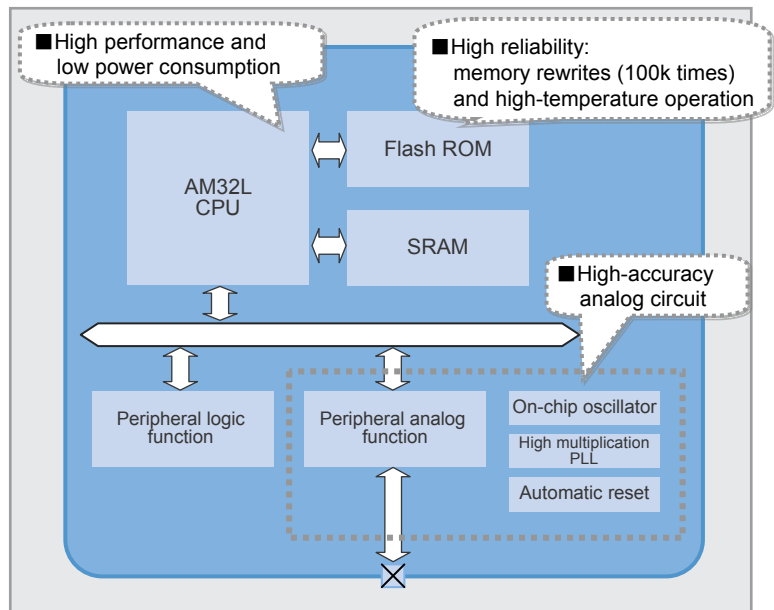 ■High performance and
low power consumption
■High reliability:
memory rewrites (100k times)
and high-temperature operation
AM32L
CPU
Flash ROM
SRAM
■High-accuracy
analog circuit
Peripheral logic
function
Peripheral analog
function
On-chip oscillator
High multiplication
PLL
Automatic reset